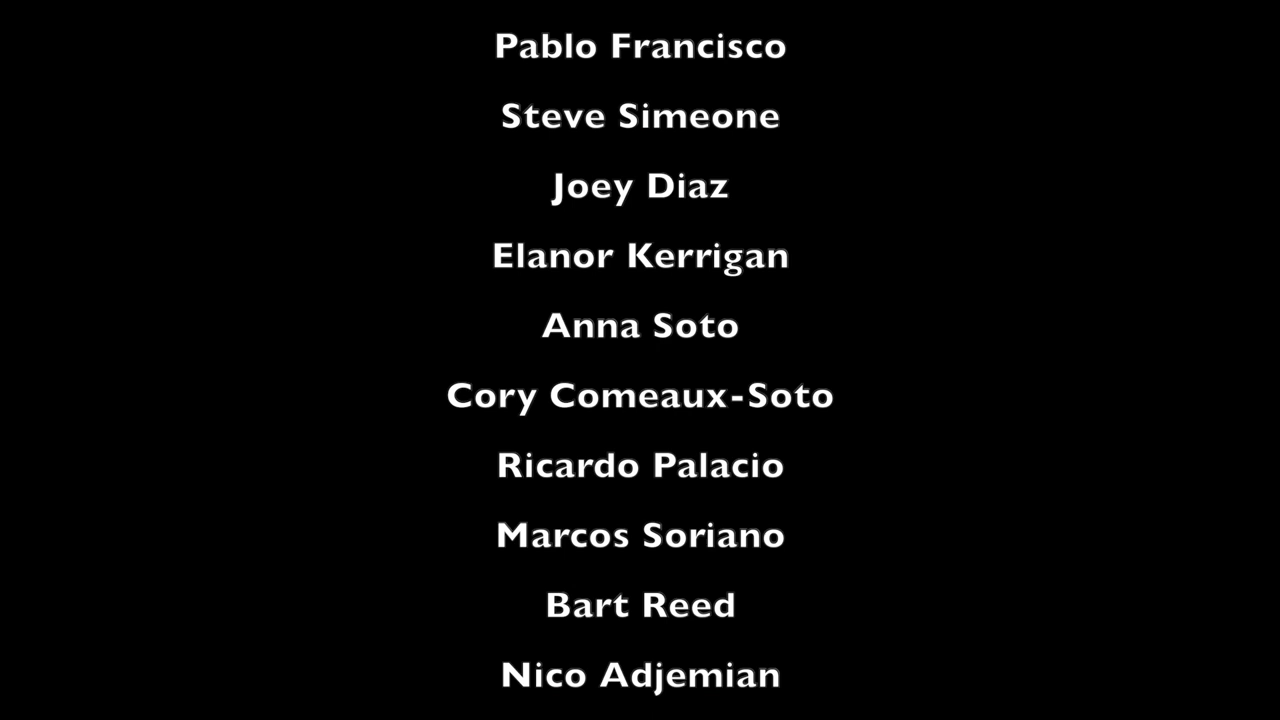 Pablo Francisco
Steve Simeone
Joey Diaz
Elanor Kerrigan
Anna Soto
Cory Comeaux-Soto
Ricardo Palacio
Marcos Soriano
Bart Reed
Nico Adjemian